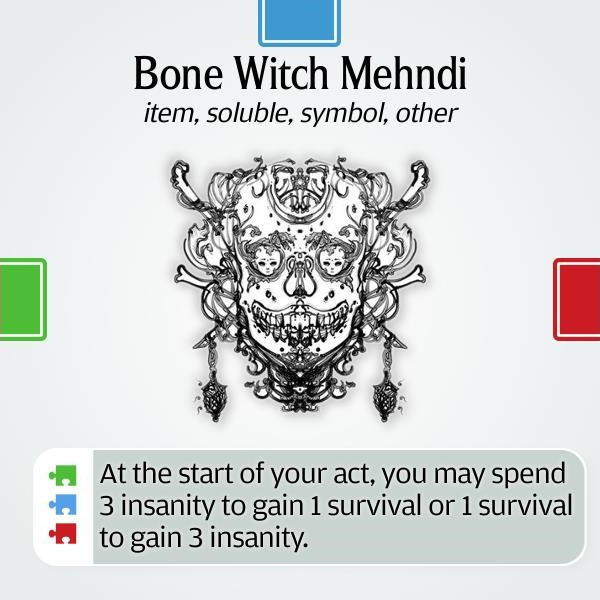 Bone Witch Mehndi
item, soluble, symbol, other
At the start of your act, you may spend
3 insanity to gain 1 survival or 1 survival
to gain 3 insanity.